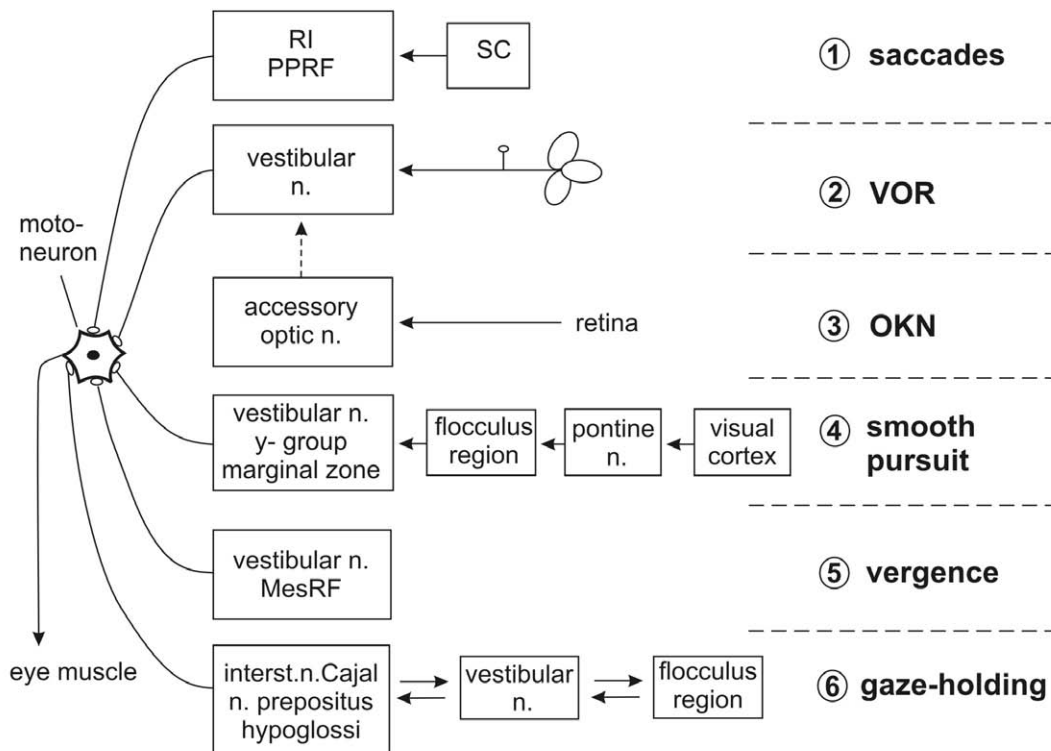 RI
PPRF
SC
① saccades
vestibular
n.
② VOR
moto-
neuron
accessory
optic n.
retina
③ OKN
vestibular n.
y- group
marginal zone
flocculus
region
pontine
n.
visual
cortex
④ smooth
pursuit
vestibular n.
MesRF
⑤ vergence
eye muscle
interst.n.Cajal
n. prepositus
hypoglossi
vestibular
n.
flocculus
region
⑥ gaze-holding